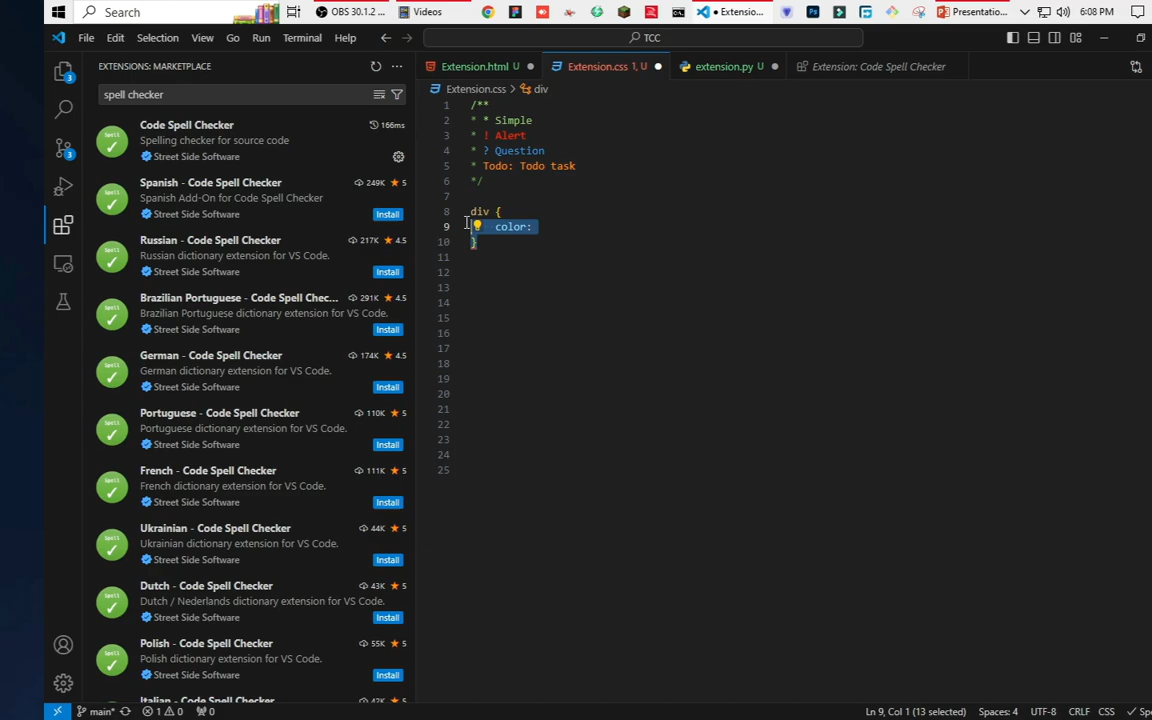 Search
OBS 30.1.2 ...
Videos
● Extensio...
Presentatio...
6:08 PM
File Edit Selection View Go Run Terminal Help
TCC
EXTENSIONS: MARKETPLACE
Extension.html U
Extension.css 1, U
extension.py U
Extension: Code Spell Checker
spell checker
Extension.css > div
Code Spell Checker 166ms
Spelling checker for source code
Street Side Software
Spanish - Code Spell Checker 249K ★ 5
Spanish Add-On for Code Spell Checker
Street Side Software Install
Russian - Code Spell Checker 217K ★ 4.5
Russian dictionary extension for VS Code.
Street Side Software Install
Brazilian Portuguese - Code Spell Chec... 291K ★ 4.5
Brazilian Portuguese dictionary extension for VS Code.
Street Side Software Install
German - Code Spell Checker 174K ★ 4.5
German dictionary extension for VS Code.
Street Side Software Install
Portuguese - Code Spell Checker 110K ★ 5
Portuguese dictionary extension for VS Code.
Street Side Software Install
French - Code Spell Checker 111K ★ 5
French dictionary extension for VS Code.
Street Side Software Install
Ukrainian - Code Spell Checker 44K ★ 5
Ukrainian dictionary extension for VS Code.
Street Side Software Install
Dutch - Code Spell Checker 43K ★ 5
Dutch / Nederlands dictionary extension for VS Code.
Street Side Software Install
Polish - Code Spell Checker 55K ★ 5
Polish dictionary extension for VS Code.
Street Side Software Install
Italian - Code Spell Checker 42K ★ 5
1 /**
2 * * Simple
3 * ! Alert
4 * ? Question
5 * Todo: Todo task
6 */
7
8 div {
9 color:
10 }
11
12
13
14
15
16
17
18
19
20
21
22
23
24
25
main* 1 0 0
Ln 9, Col 1 (13 selected) Spaces: 4 UTF-8 CRLF CSS ✓ Spe